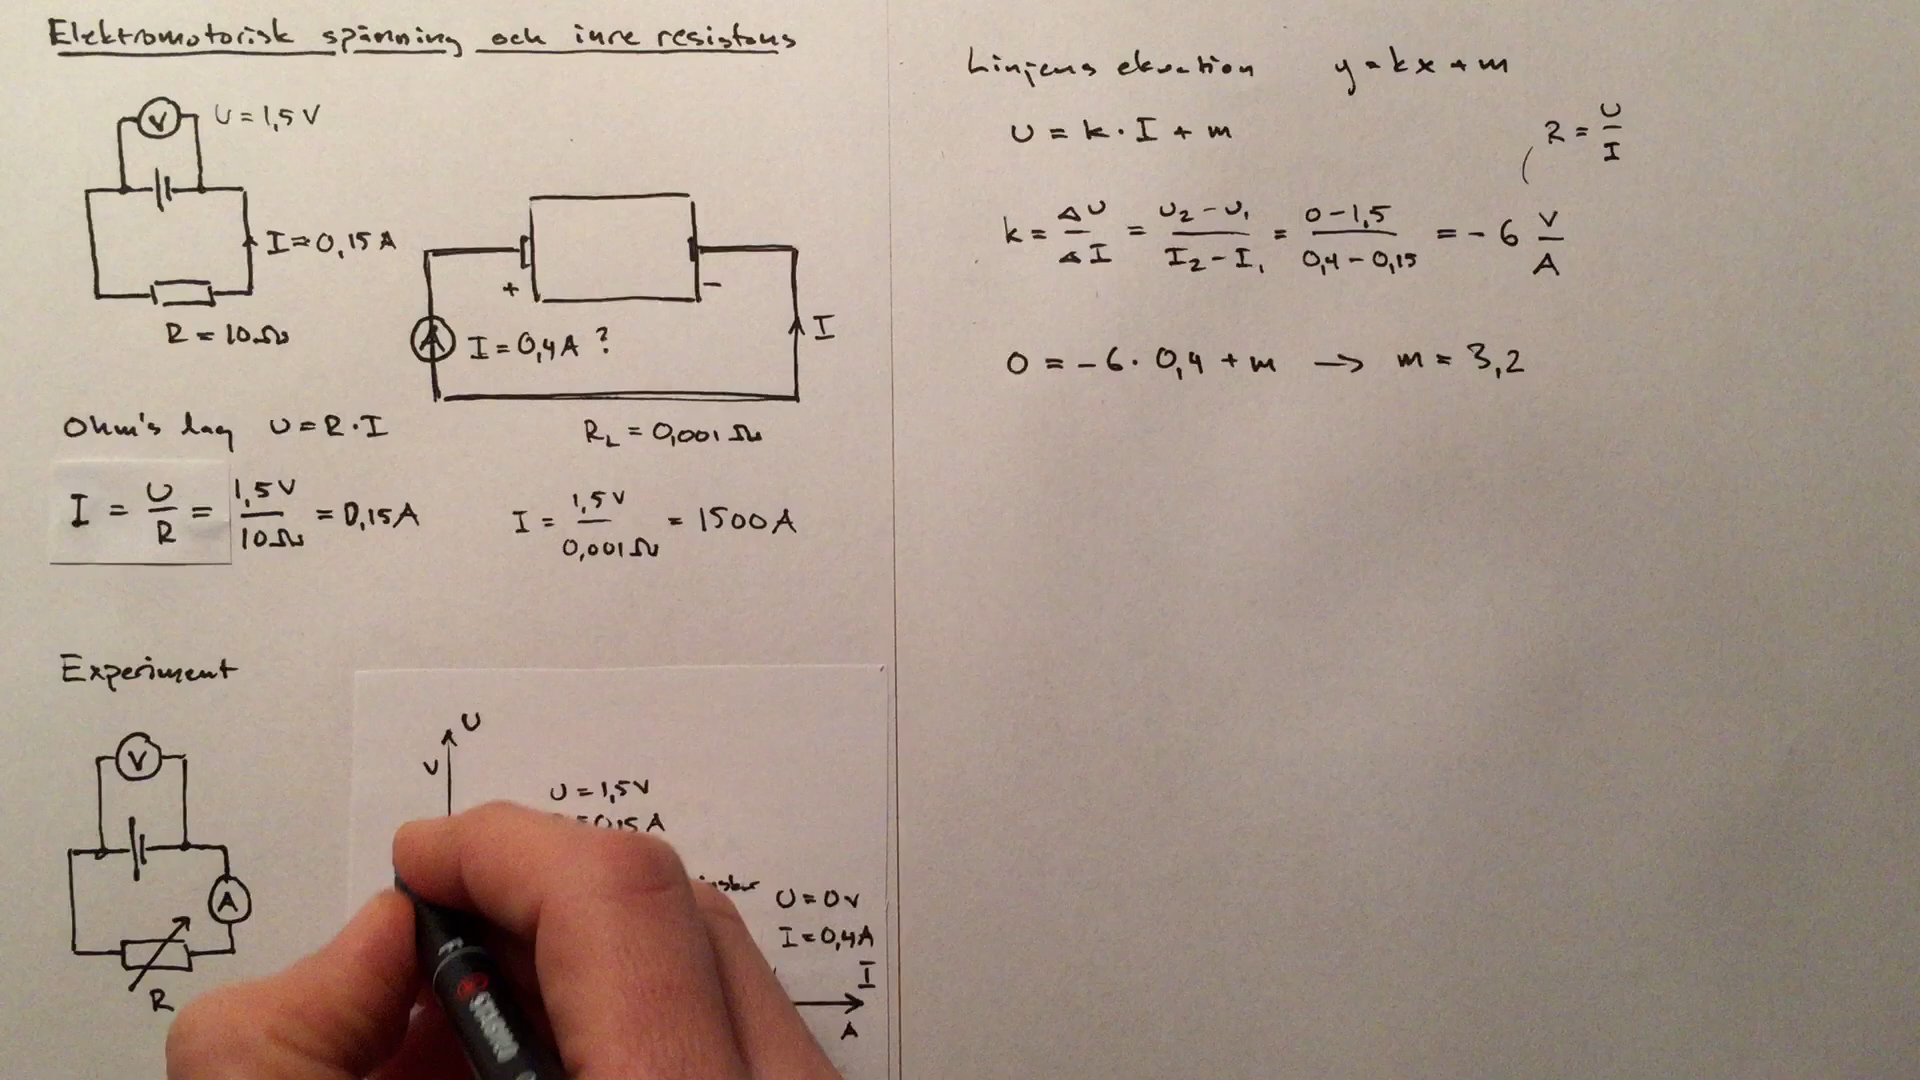 Elektromotorisk spänning och inre resistans
V
U = 1,5 V
I = 0,15 A
R = 10 Ω
+
-
A
I = 0,4 A ?
I
R_L = 0,001 Ω
Ohm's lag U = R · I
I = U/R = 1,5 V/10 Ω = 0,15 A
I = 1,5 V/0,001 Ω = 1500 A
Experiment
V
A
R
U
V
U = 1,5 V
0,15 A
U = 0 V
I = 0,4 A
I
A
Linjens ekvation y = kx + m
U = k · I + m
R = U/I
k = ΔU/ΔI = U₂ - U₁/I₂ - I₁ = 0 - 1,5/0,4 - 0,15 = - 6 V/A
0 = - 6 · 0,4 + m → m = 3,2